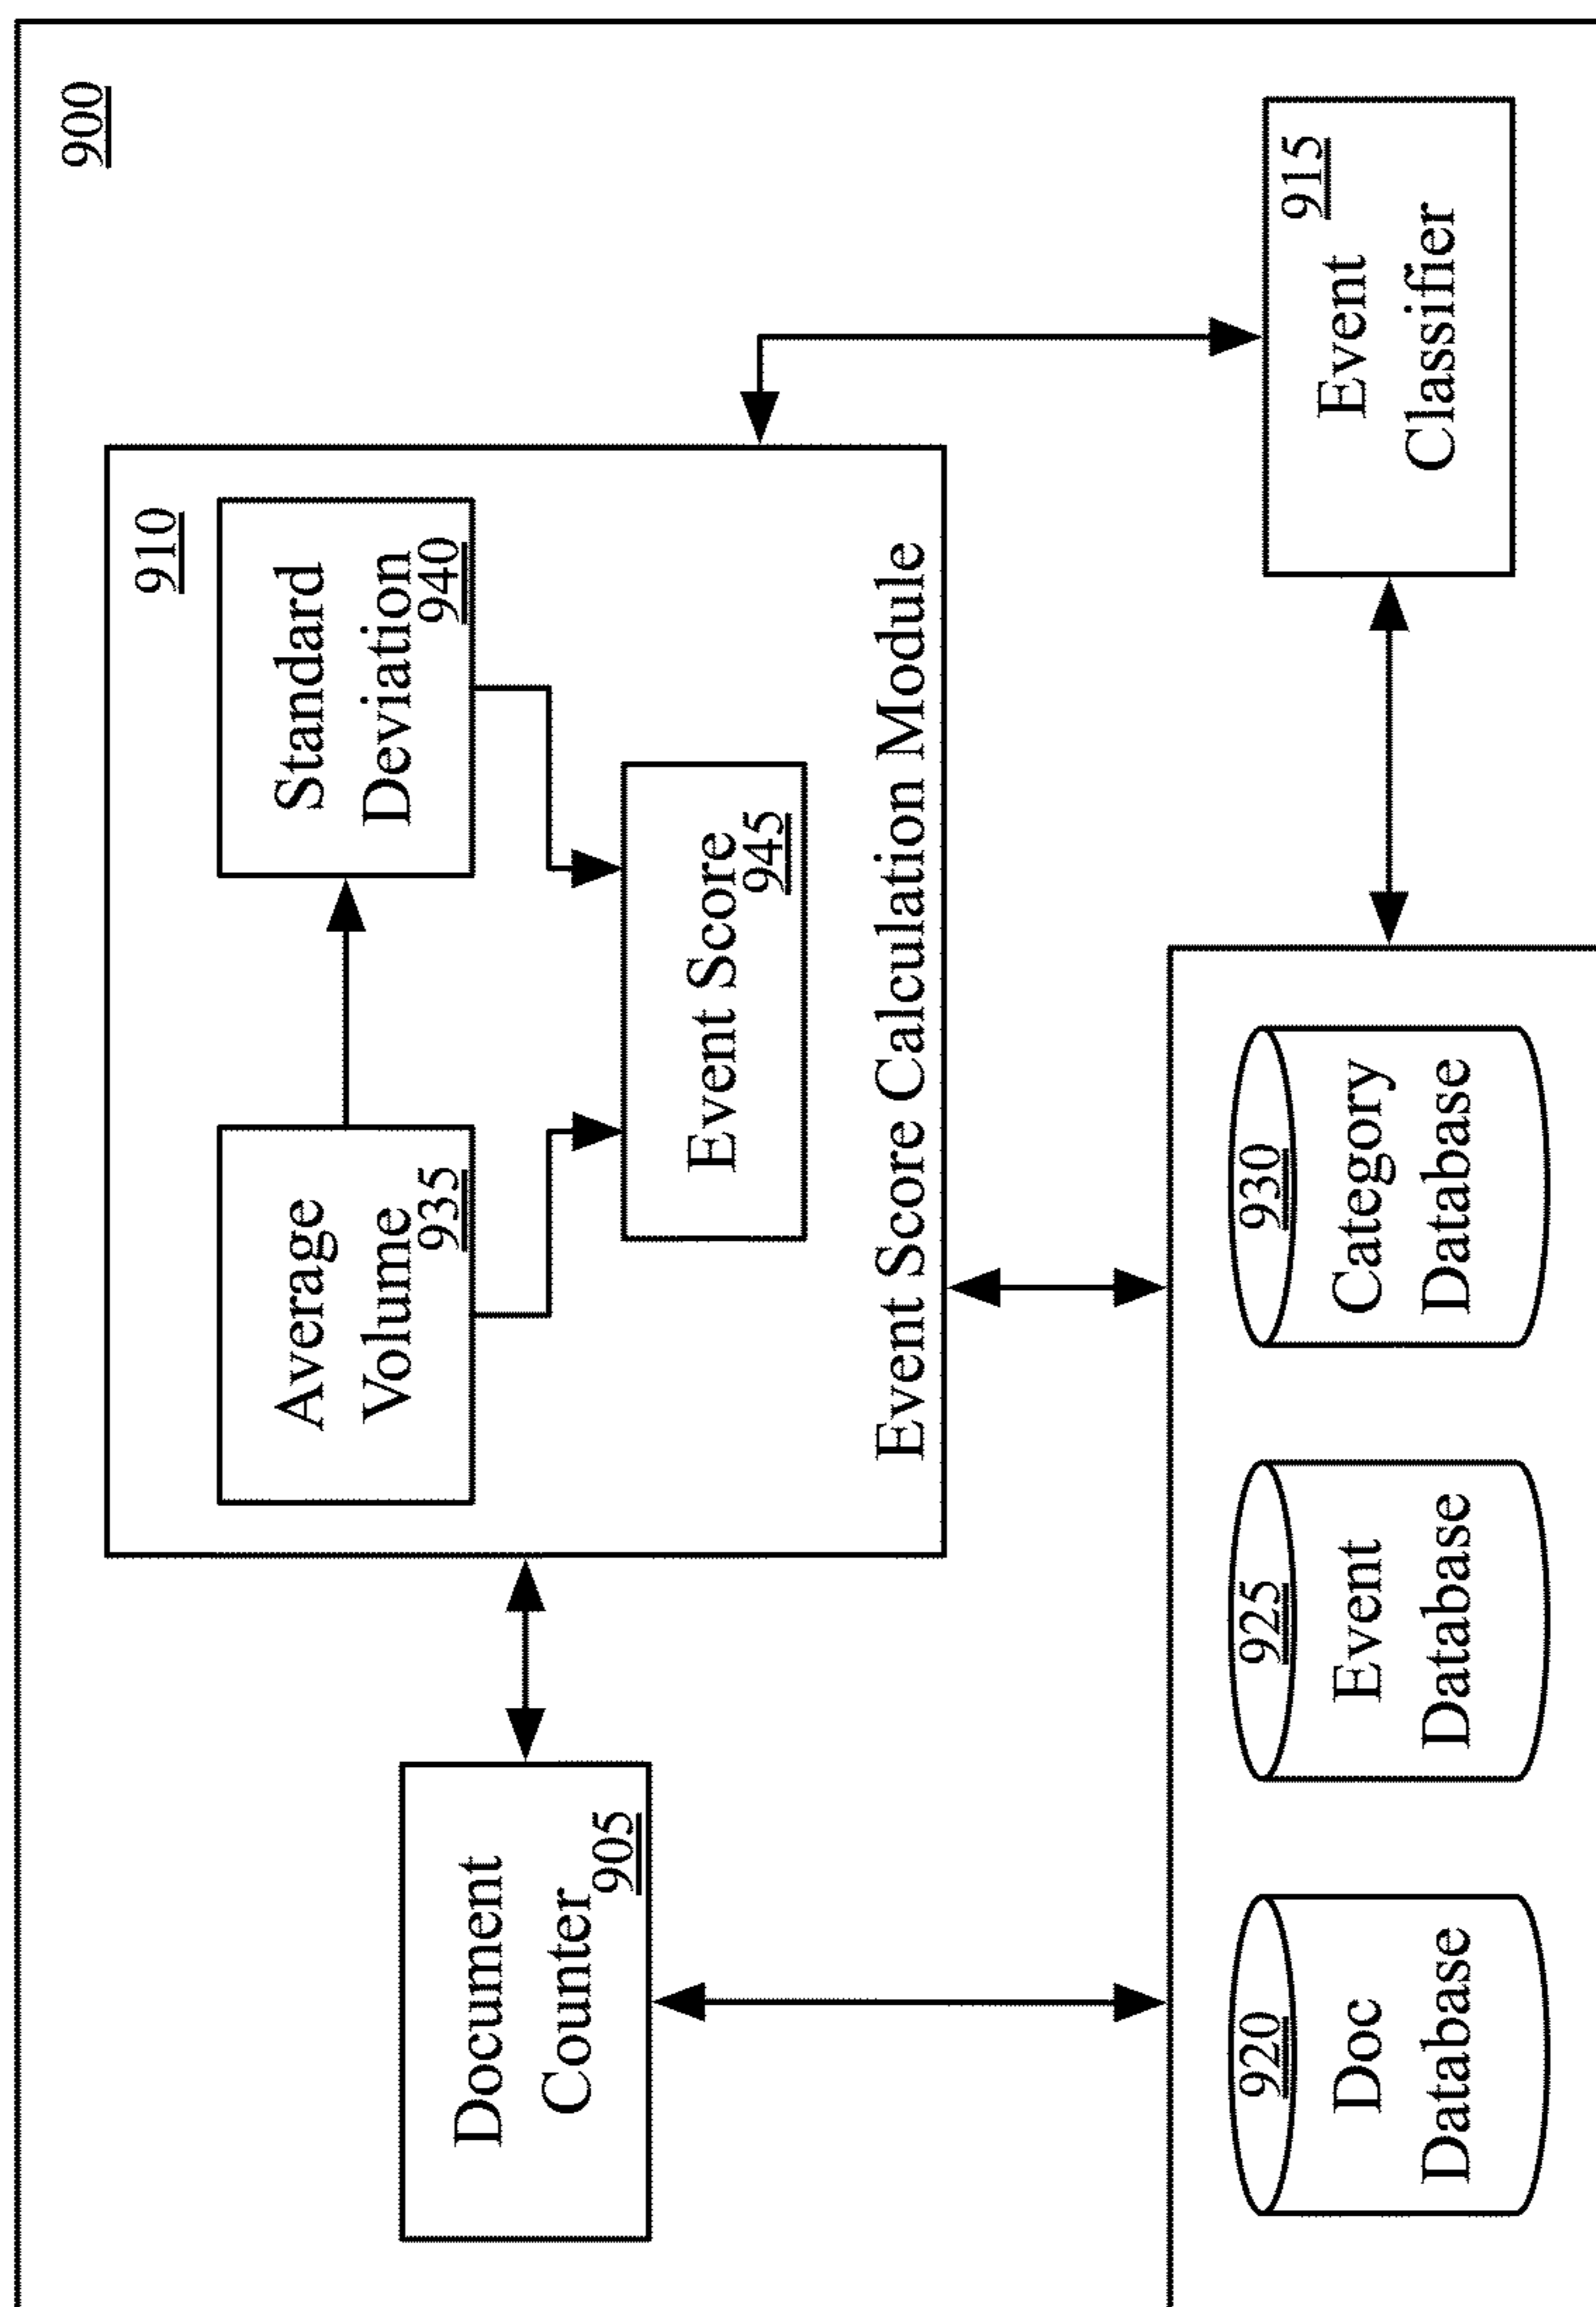 900
910
Average
Volume
935
Standard
Deviation
940
Event Score
945
Event Score Calculation Module
Document
Counter
905
915
Event
Classifier
920
Doc
Database
925
Event
Database
930
Category
Database